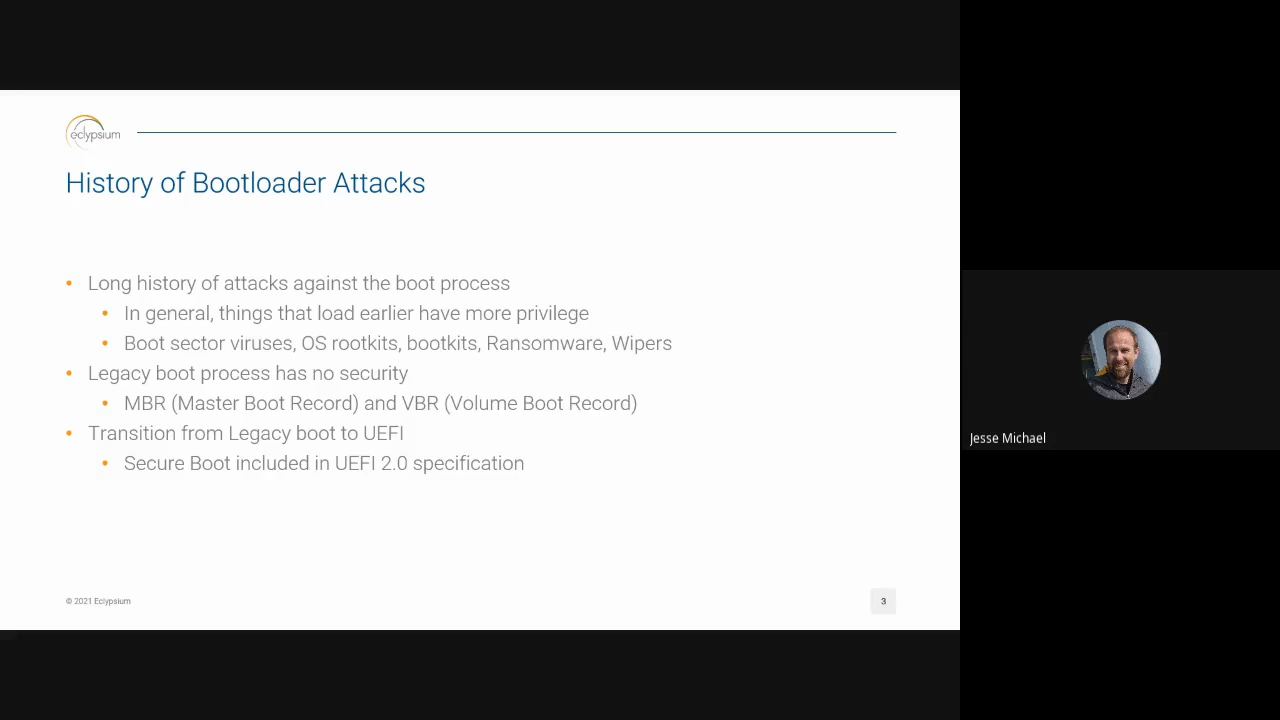 eclypsium
History of Bootloader Attacks
• Long history of attacks against the boot process
• In general, things that load earlier have more privilege
• Boot sector viruses, OS rootkits, bootkits, Ransomware, Wipers
• Legacy boot process has no security
• MBR (Master Boot Record) and VBR (Volume Boot Record)
• Transition from Legacy boot to UEFI
• Secure Boot included in UEFI 2.0 specification
© 2021 Eclypsium
3
Jesse Michael